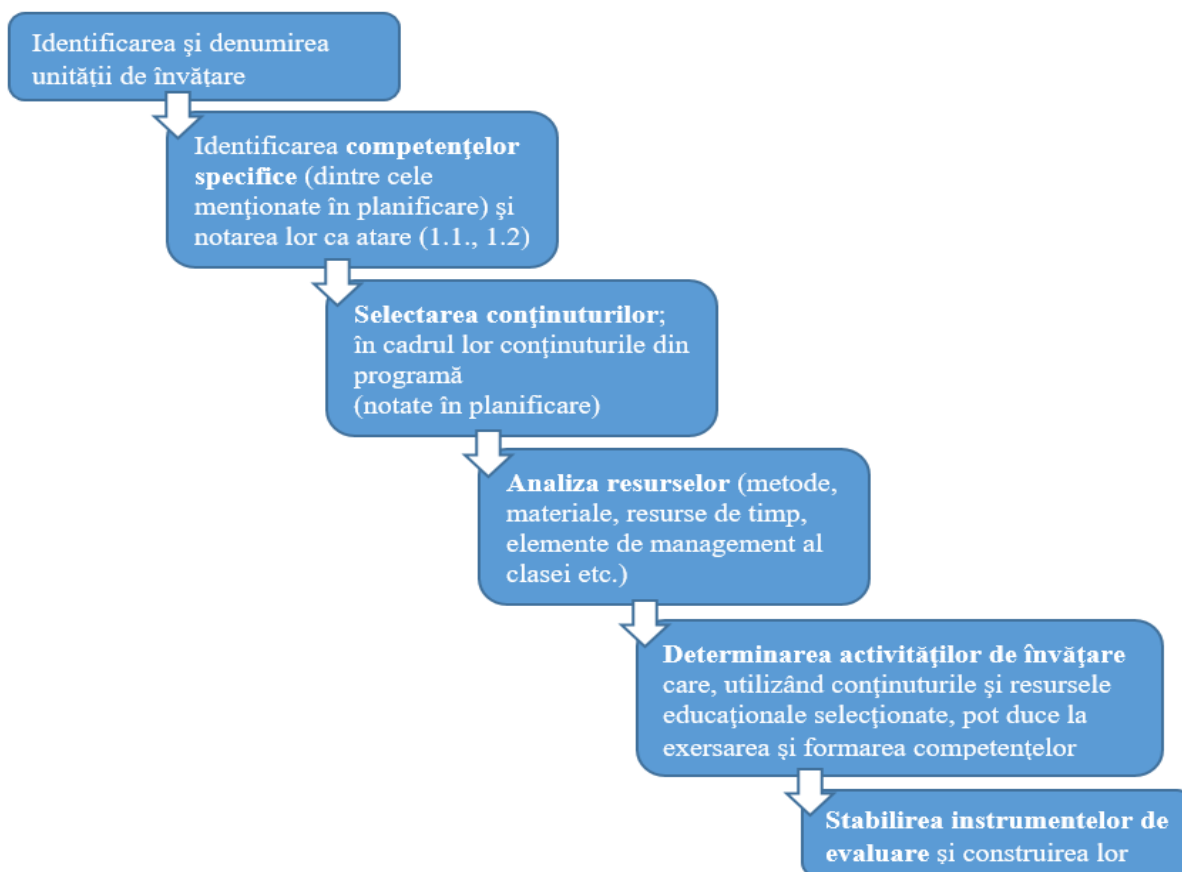 Identificarea şi denumirea
unităţii de învăţare
Identificarea competenţelor
specifice (dintre cele
menţionate în planificare) şi
notarea lor ca atare (1.1., 1.2)
Selectarea conţinuturilor;
în cadrul lor conţinuturile din
programă
(notate în planificare)
Analiza resurselor (metode,
materiale, resurse de timp,
elemente de management al
clasei etc.)
Determinarea activităţilor de învăţare
care, utilizând conţinuturile şi resursele
educaţionale selecţionate, pot duce la
exersarea şi formarea competenţelor
Stabilirea instrumentelor de
evaluare şi construirea lor